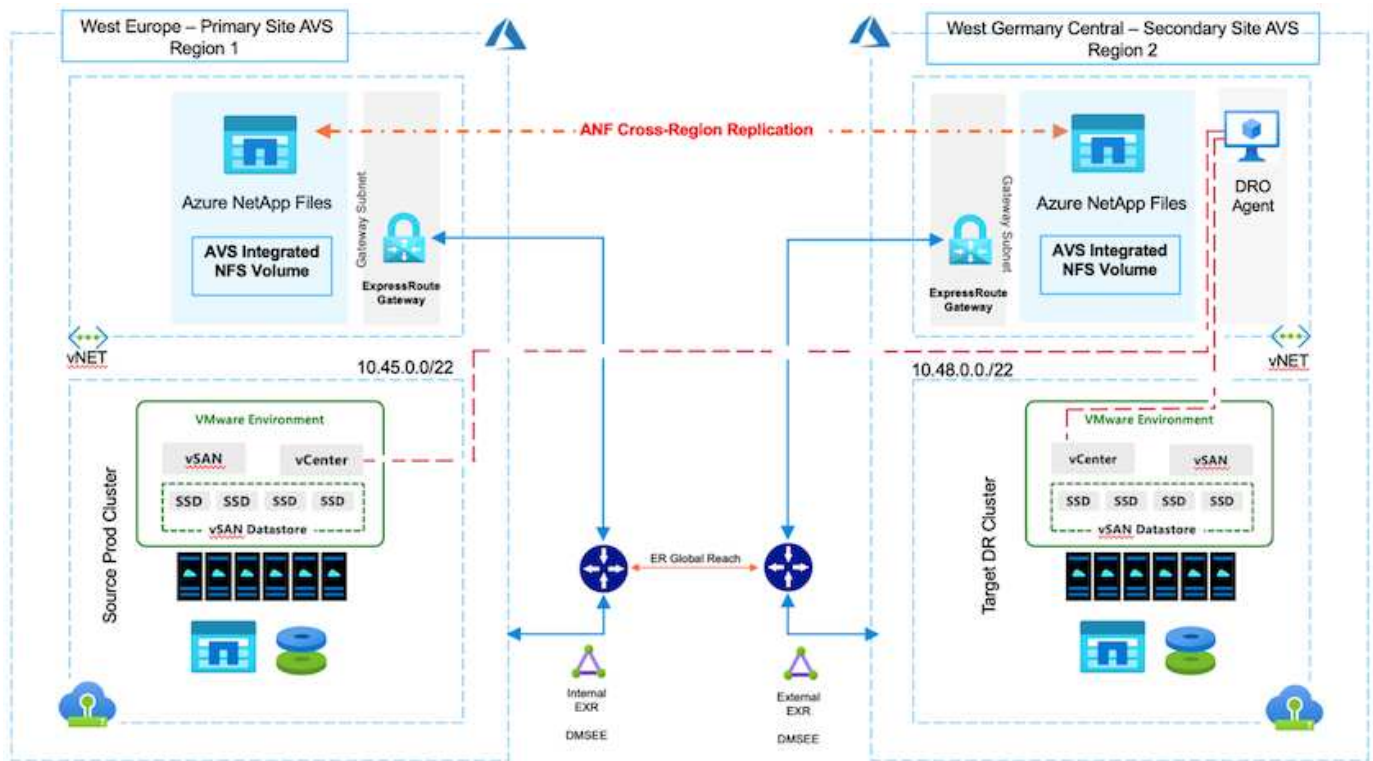 West Europe – Primary Site AVS
Region 1
West Germany Central – Secondary Site AVS
Region 2
ANF Cross-Region Replication
Azure NetApp Files
AVS Integrated
NFS Volume
Gateway Subnet
ExpressRoute
Gateway
vNET
10.45.0.0/22
Gateway Subnet
ExpressRoute
Gateway
Azure NetApp Files
AVS Integrated
NFS Volume
DRO
Agent
vNET
10.48.0.0./22
Source Prod Cluster
VMware Environment
vSAN
vCenter
SSD
SSD
SSD
SSD
vSAN Datastore
ER Global Reach
Internal
EXR
DMSEE
External
EXR
DMSEE
Target DR Cluster
VMware Environment
vCenter
vSAN
SSD
SSD
SSD
SSD
vSAN Datastore